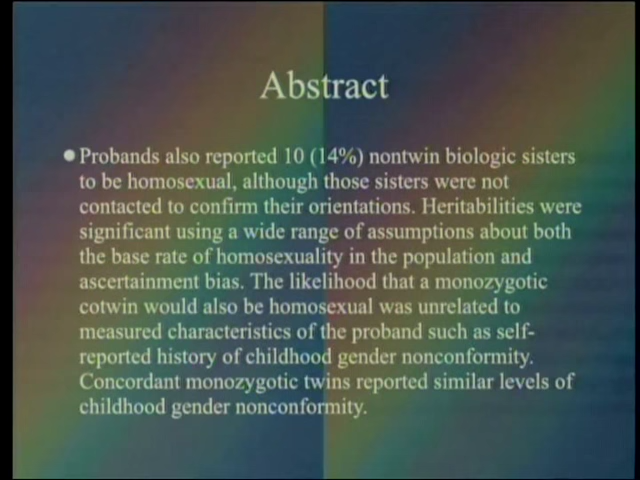 Abstract
Probands also reported 10 (14%) nontwin biologic sisters
to be homosexual, although those sisters were not
contacted to confirm their orientations. Heritabilities were
significant using a wide range of assumptions about both
the base rate of homosexuality in the population and
ascertainment bias. The likelihood that a monozygotic
cotwin would also be homosexual was unrelated to
measured characteristics of the proband such as self-
reported history of childhood gender nonconformity.
Concordant monozygotic twins reported similar levels of
childhood gender nonconformity.